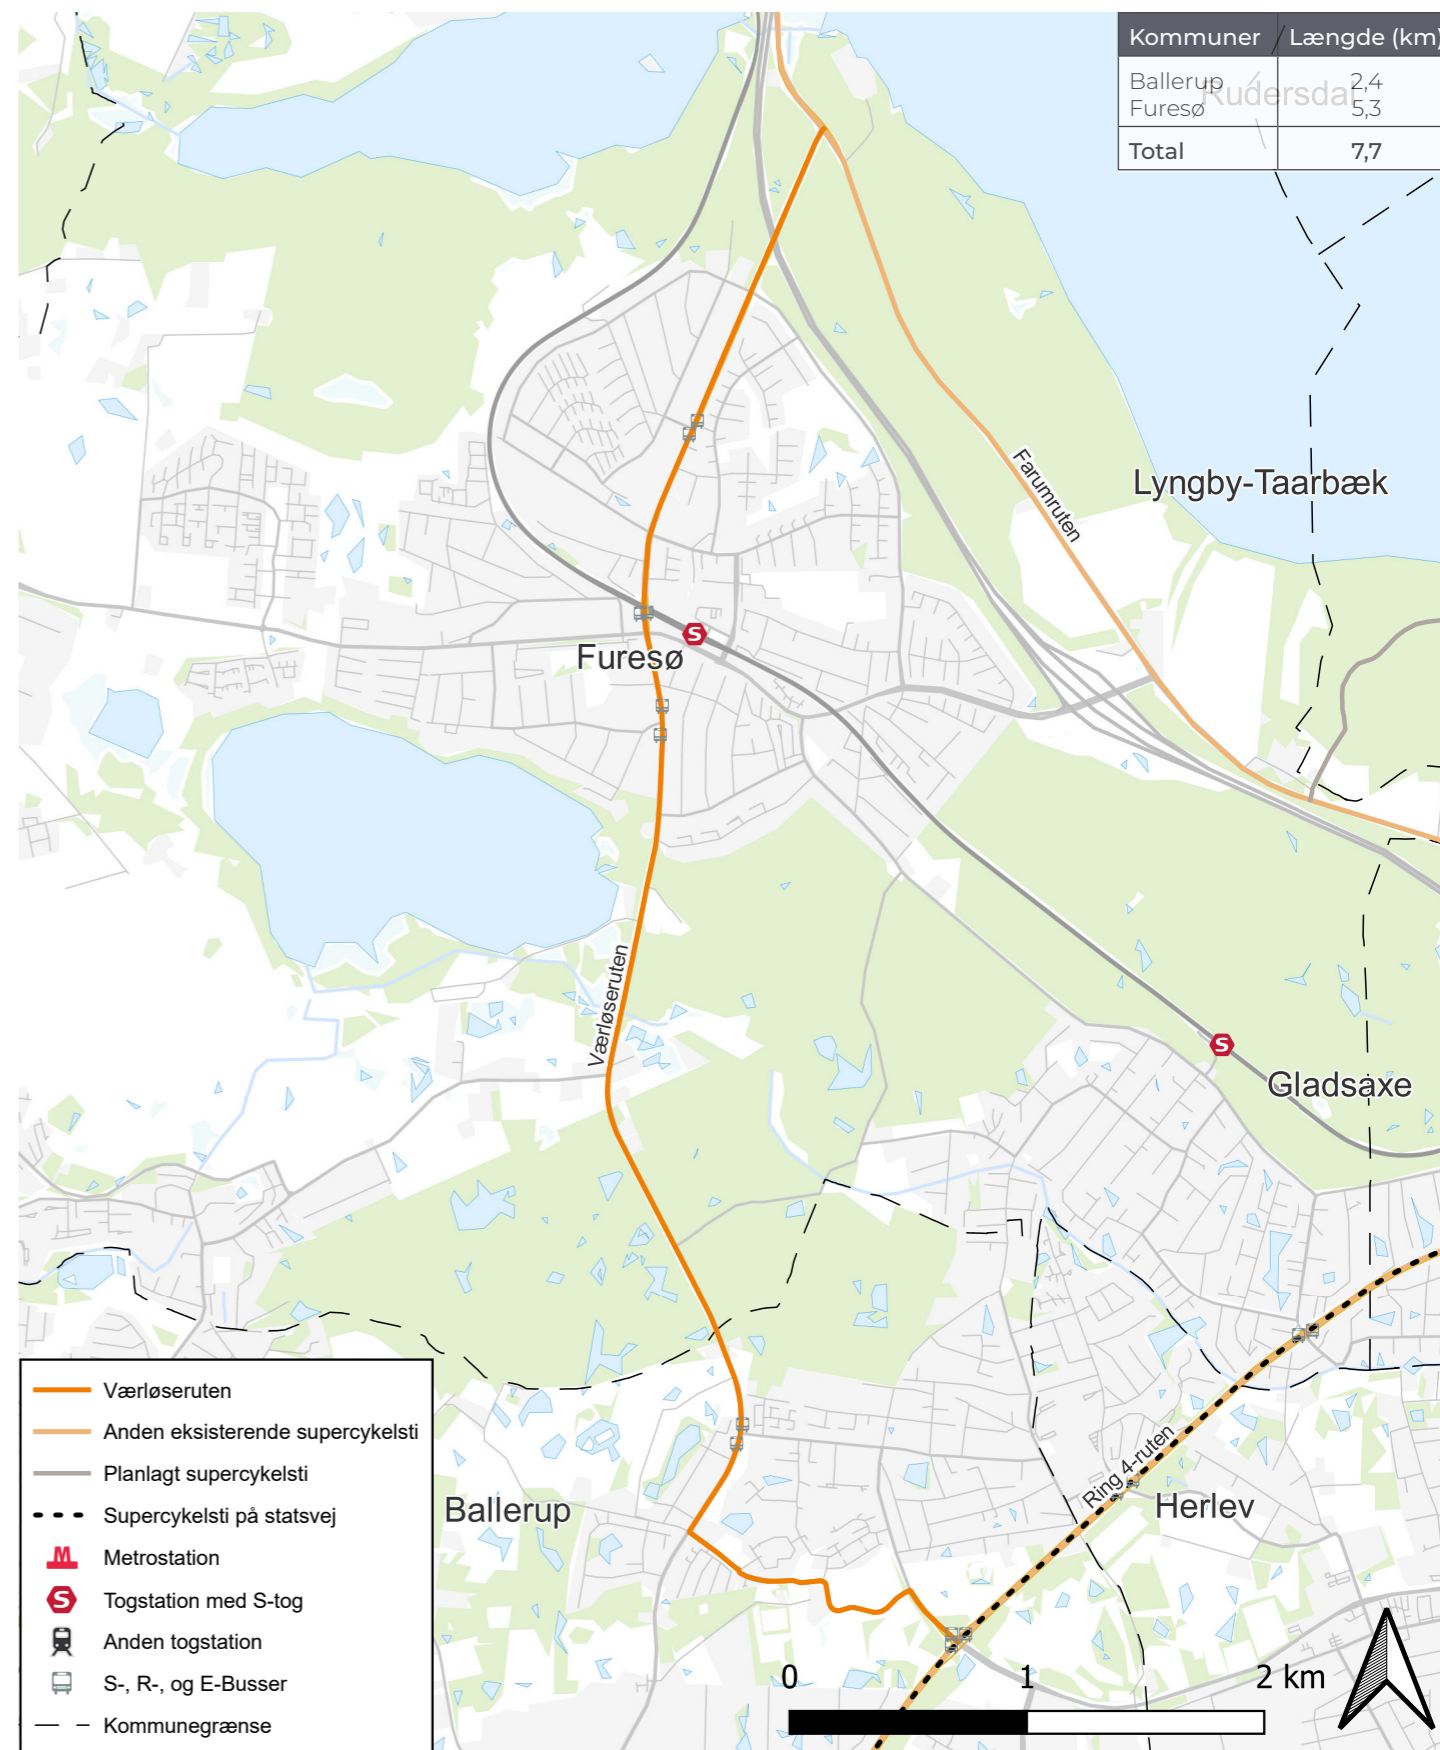 Kommuner Længde (km)
Ballerup 2,4
Rudersdal
Furesø 5,3
Total 7,7
Farumruten
Lyngby-Taarbæk
S
Furesø
Værløseruten
S
Gladsaxe
Ring 4-ruten
Herlev
Ballerup
Værløseruten
Anden eksisterende supercykelsti
Planlagt supercykelsti
Supercykelsti på statsvej
M Metrostation
S Togstation med S-tog
Anden togstation
S-, R-, og E-Busser
Kommunegrænse
0 1 2 km